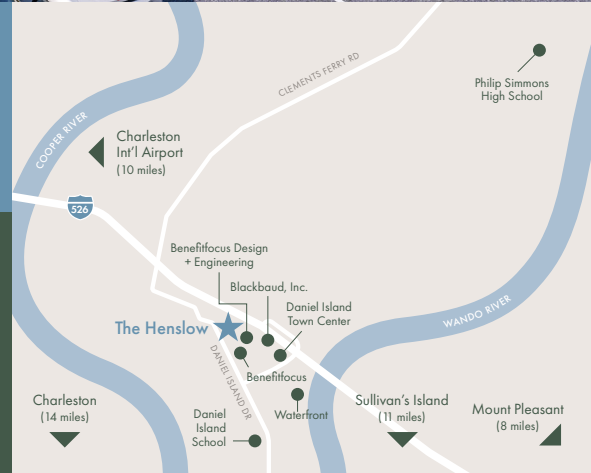 CLEMENTS FERRY RD
Philip Simmons
High School
COOPER RIVER
Charleston
Int'l Airport
(10 miles)
526
Benefitfocus Design
+ Engineering
Blackbaud, Inc.
Daniel Island
Town Center
The Henslow
WANDO RIVER
DANIEL ISLAND DR
Benefitfocus
Charleston
(14 miles)
Daniel
Island
School
Waterfront
Sullivan's Island
(11 miles)
Mount Pleasant
(8 miles)